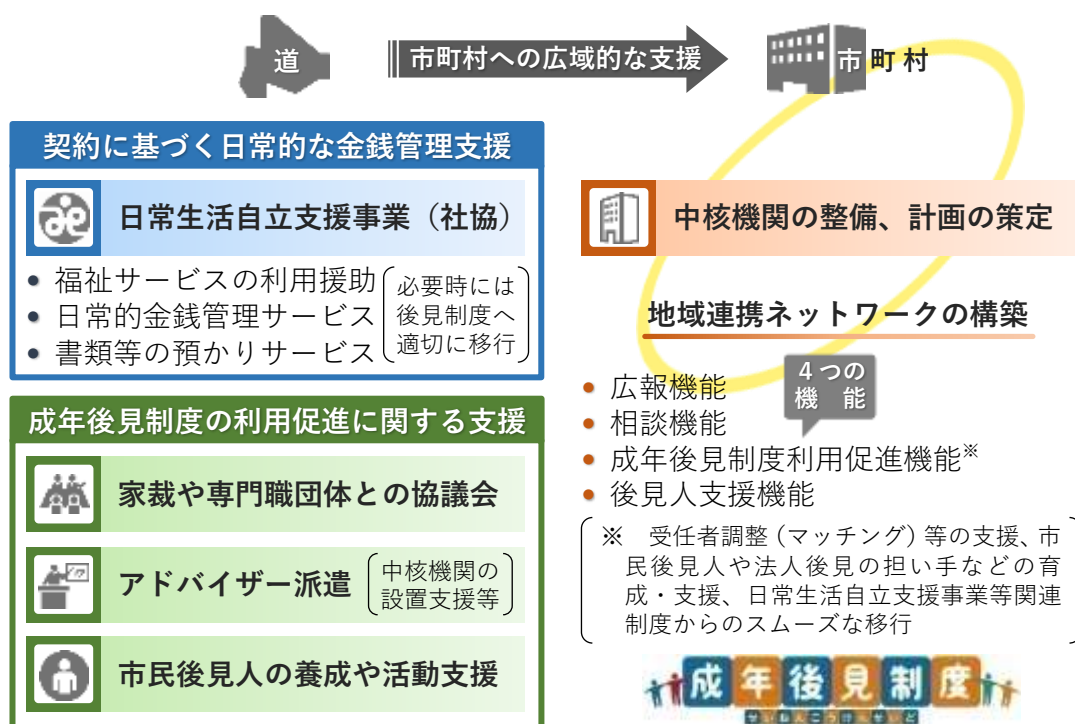 道
市町村への広域的な支援
市町村
契約に基づく日常的な金銭管理支援
日常生活自立支援事業（社協）
• 福祉サービスの利用援助
• 日常的金銭管理サービス
• 書類等の預かりサービス
必要時には
後見制度へ
適切に移行
成年後見制度の利用促進に関する支援
家裁や専門職団体との協議会
アドバイザー派遣
中核機関の
設置支援等
市民後見人の養成や活動支援
中核機関の整備、計画の策定
地域連携ネットワークの構築
４つの
機　能
• 広報機能
• 相談機能
• 成年後見制度利用促進機能※
• 後見人支援機能
※　受任者調整（マッチング）等の支援、市
民後見人や法人後見の担い手などの育
成・支援、日常生活自立支援事業等関連
制度からのスムーズな移行
成年後見制度
せいねんこうけんせいど